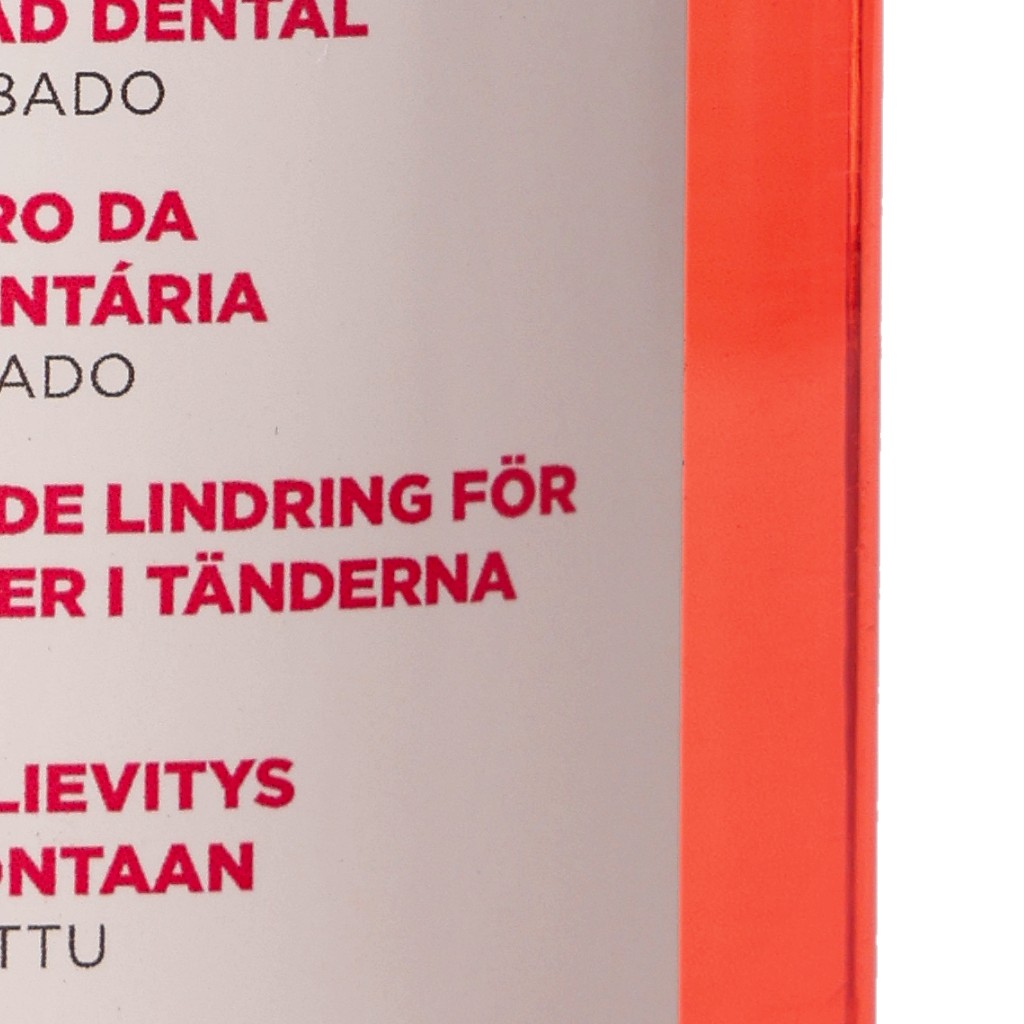 AD DENTAL
BADO
RO DA
NTÁRIA
ADO
DE LINDRING FÖR
ER I TÄNDERNA
LIEVITYS
ONTAAN
TTU